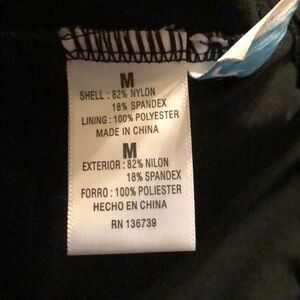 M
SHELL : 82% NYLON
18% SPANDEX
LINING : 100% POLYESTER
MADE IN CHINA
M
EXTERIOR : 82% NILON
18% SPANDEX
FORRO : 100% POLIESTER
HECHO EN CHINA
RN 136739